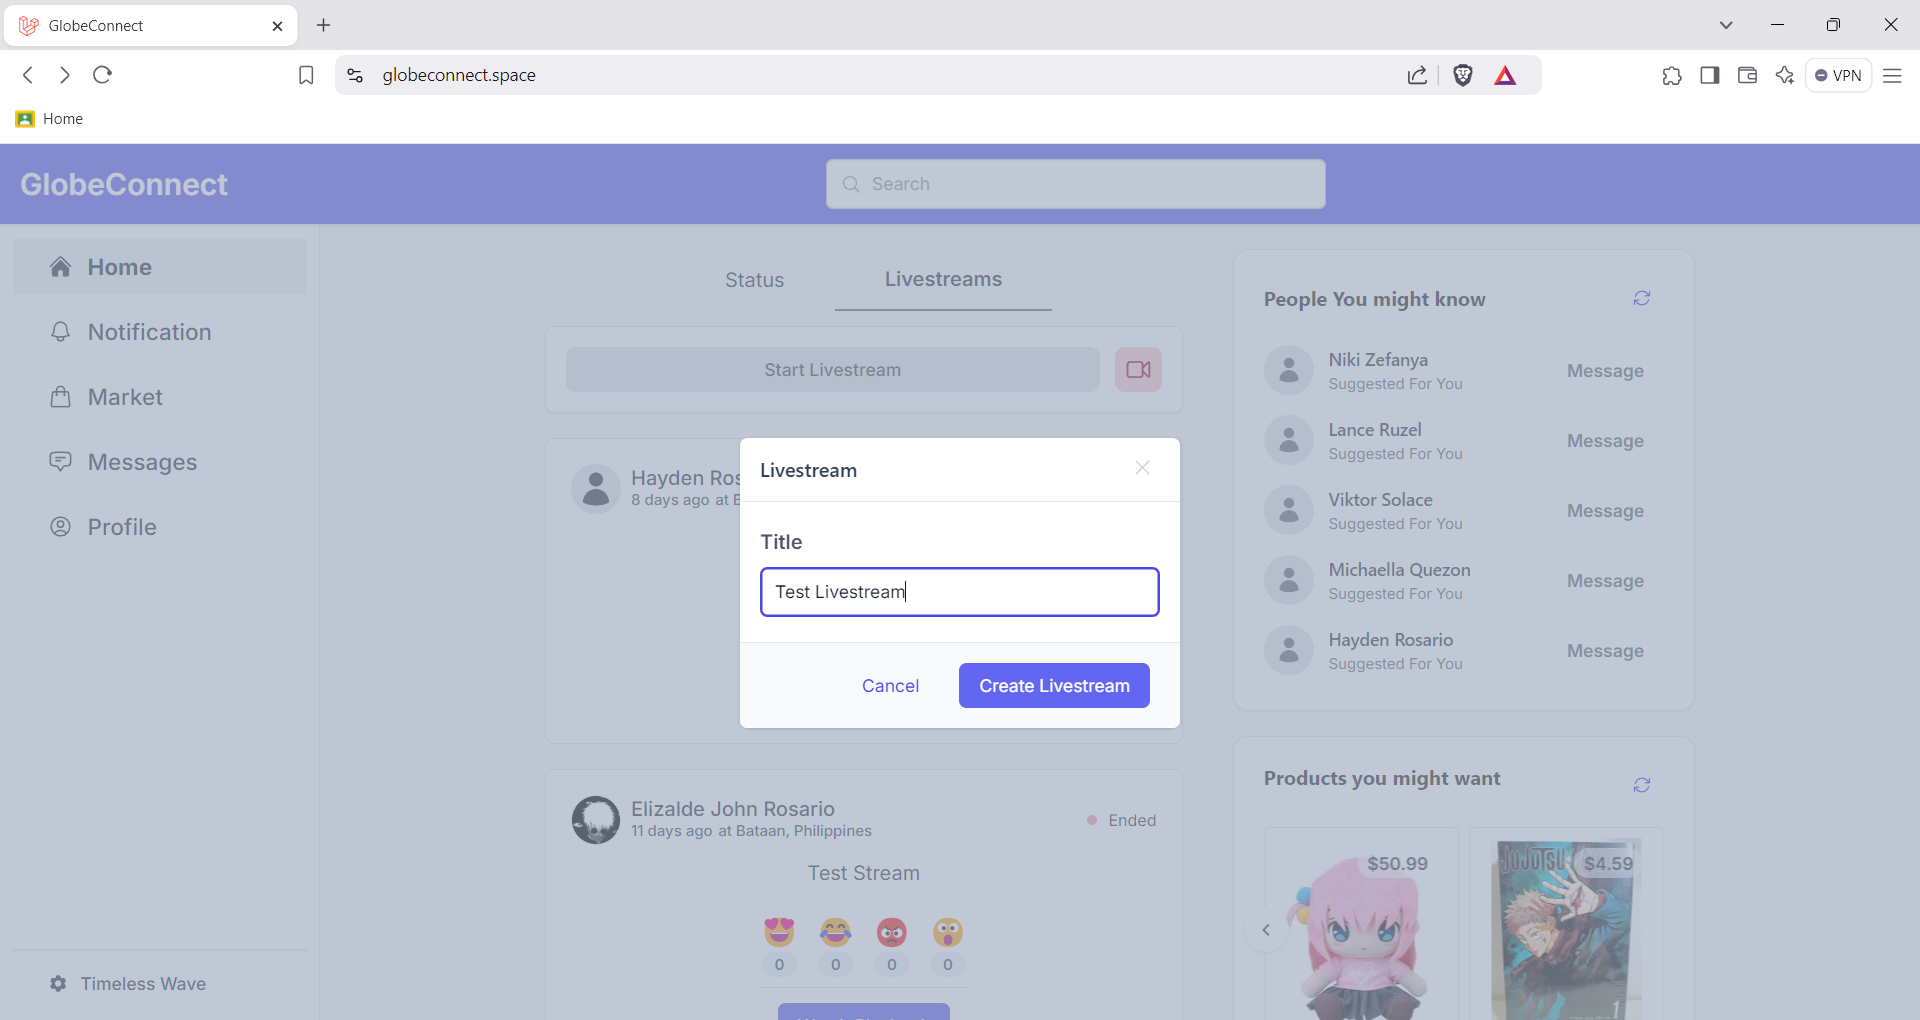 GlobeConnect
globeconnect.space
VPN
Home
GlobeConnect
Search
Home
Notification
Market
Messages
Profile
Timeless Wave
Status
Livestreams
Start Livestream
Hayden Ros
8 days ago at
Livestream
Title
Test Livestream
Cancel
Create Livestream
Elizalde John Rosario
11 days ago at Bataan, Philippines
Ended
Test Stream
0
0
0
0
People You might know
Niki Zefanya
Suggested For You
Message
Lance Ruzel
Suggested For You
Message
Viktor Solace
Suggested For You
Message
Michaella Quezon
Suggested For You
Message
Hayden Rosario
Suggested For You
Message
Products you might want
$50.99
JUJUTSU
$4.59
1